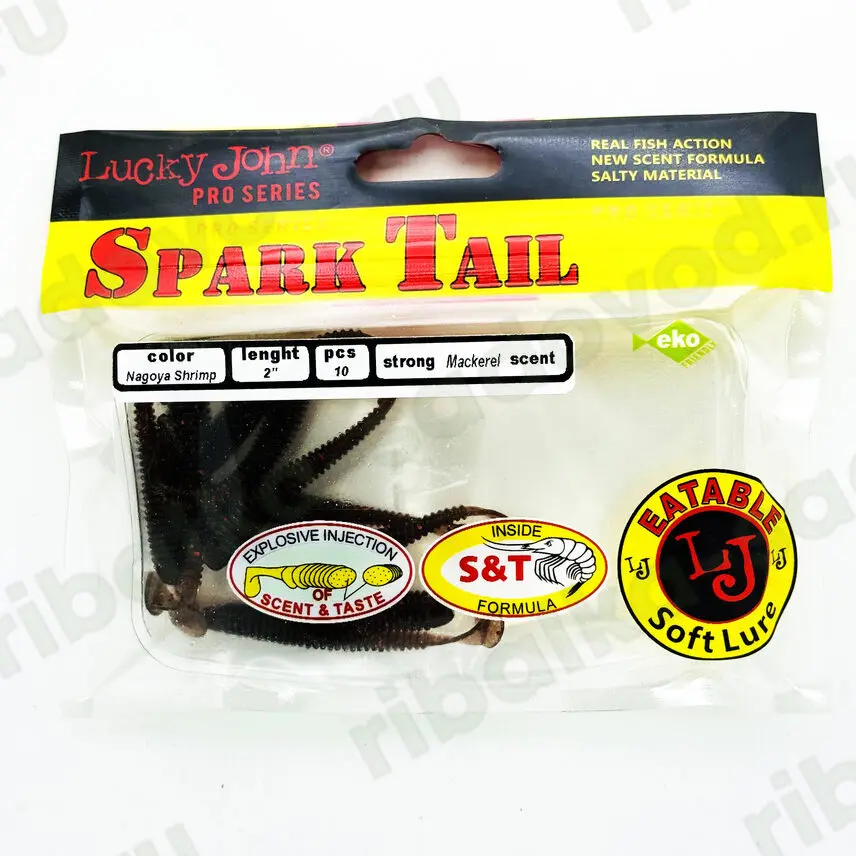 Lucky John®
PRO SERIES
REAL FISH ACTION
NEW SCENT FORMULA
SALTY MATERIAL
SPARK TAIL
color
Nagoya Shrimp
lenght
2"
pcs
10
strong Mackerel scent
eko
EXPLOSIVE INJECTION
OF
SCENT & TASTE
INSIDE
S&T
FORMULA
EATABLE
LJ
LJ
LJ
Soft Lure